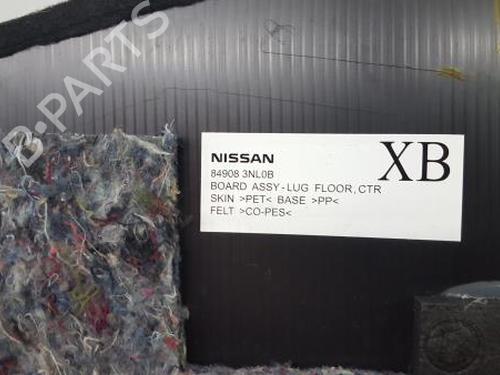 B-PARTS
NISSAN
XB
84908 3NL0B
BOARD ASSY-LUG FLOOR,CTR
SKIN >PET< BASE >PP<
FELT >CO-PES<